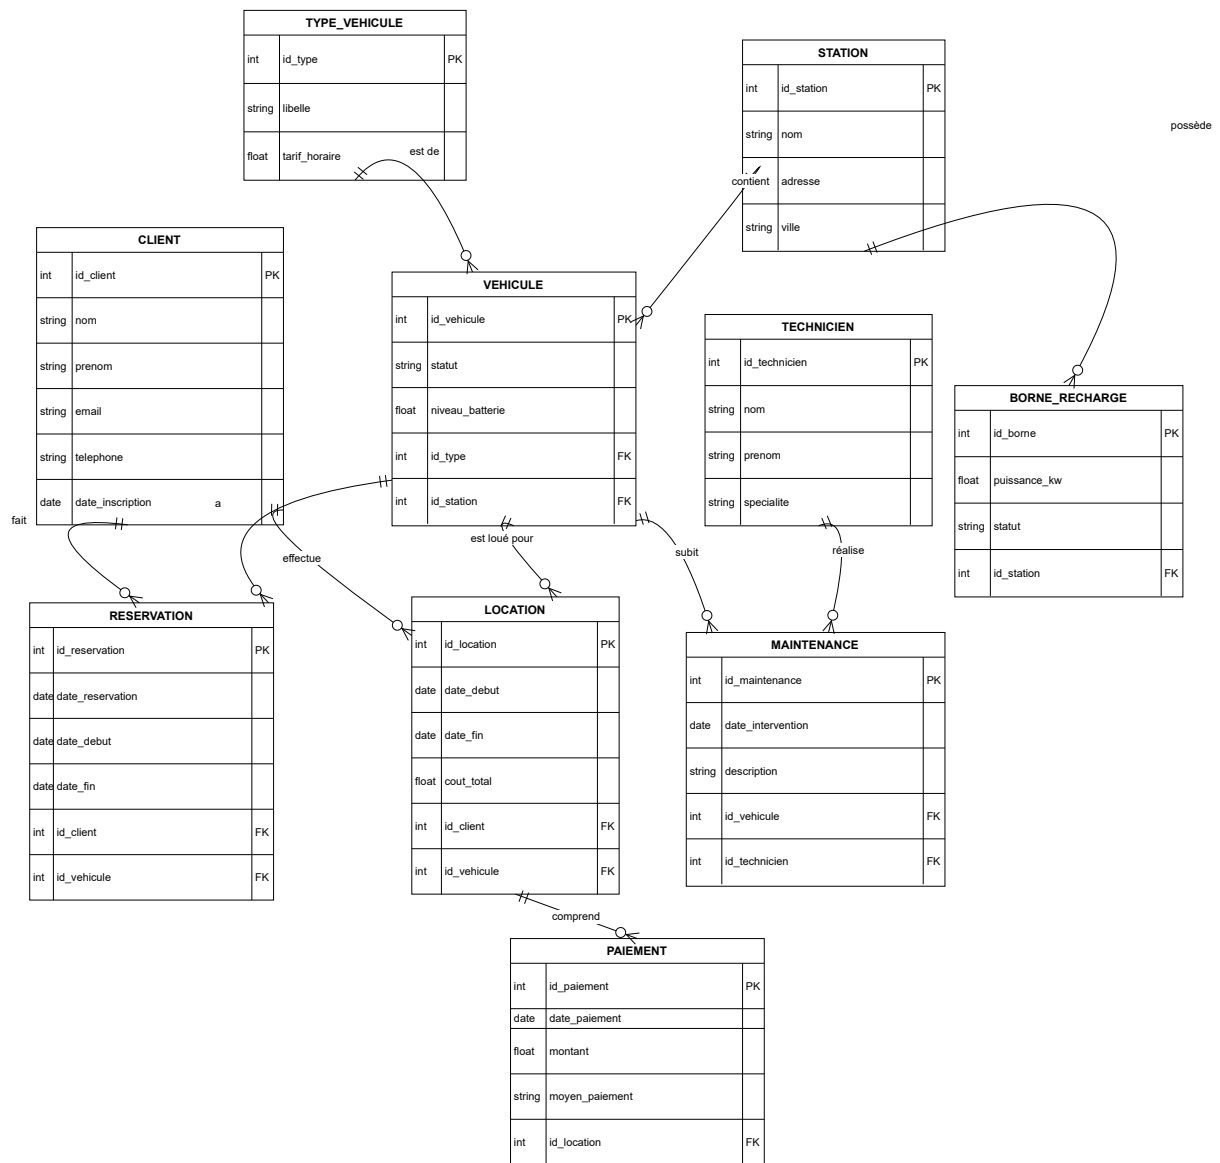 TYPE_VEHICULE
int id_type PK
string libelle
float tarif_horaire
est de
STATION
int id_station PK
string nom
contient
adresse
string ville
possède
CLIENT
int id_client PK
string nom
string prenom
string email
string telephone
date date_inscription
a
fait
VEHICULE
int id_vehicule PK
string statut
float niveau_batterie
int id_type FK
int id_station FK
TECHNICIEN
int id_technicien PK
string nom
string prenom
string specialite
BORNE_RECHARGE
int id_borne PK
float puissance_kw
string statut
int id_station FK
effectue
est loué pour
subit
réalise
RESERVATION
int id_reservation PK
date date_reservation
date date_debut
date date_fin
int id_client FK
int id_vehicule FK
LOCATION
int id_location PK
date date_debut
date date_fin
float cout_total
int id_client FK
int id_vehicule FK
MAINTENANCE
int id_maintenance PK
date date_intervention
string description
int id_vehicule FK
int id_technicien FK
comprend
PAIEMENT
int id_paiement PK
date date_paiement
float montant
string moyen_paiement
int id_location FK